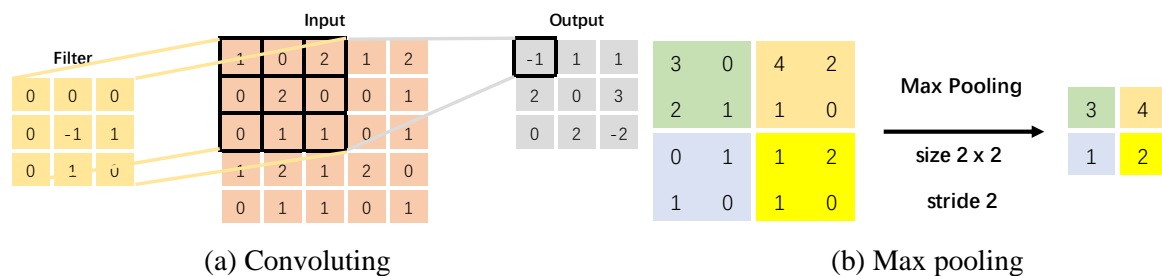 Filter
0 0 0
0 -1 1
0 1 0
Input
1 0 2 1 2
0 2 0 0 1
0 1 1 0 1
1 2 1 2 0
0 1 1 0 1
Output
-1 1 1
2 0 3
0 2 -2
(a) Convoluting
3 0 4 2
2 1 1 0
0 1 1 2
1 0 1 0
Max Pooling
size 2 x 2
stride 2
3 4
1 2
(b) Max pooling